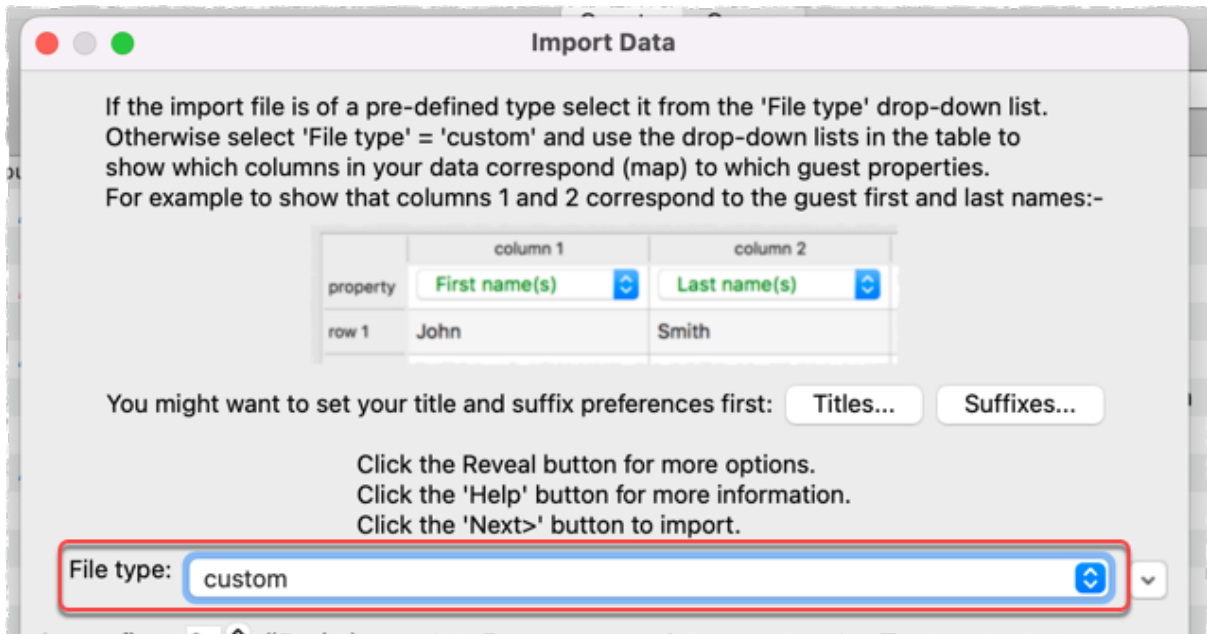 Import Data
If the import file is of a pre-defined type select it from the 'File type' drop-down list.
Otherwise select 'File type' = 'custom' and use the drop-down lists in the table to
show which columns in your data correspond (map) to which guest properties.
For example to show that columns 1 and 2 correspond to the guest first and last names:-
column 1 column 2
property First name(s) Last name(s)
row 1 John Smith
You might want to set your title and suffix preferences first: Titles... Suffixes...
Click the Reveal button for more options.
Click the 'Help' button for more information.
Click the 'Next>' button to import.
File type: custom